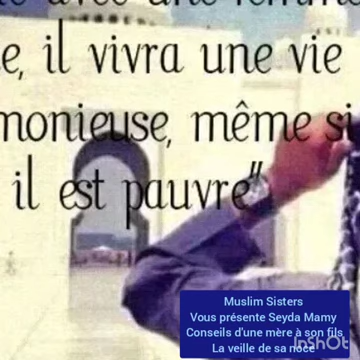 e, il vivra une vie
monieuse, même si
il est pauvre"
Muslim Sisters
Vous présente Seyda Mamy
Conseils d'une mère à son fils
La veille de sa noce
InShOt